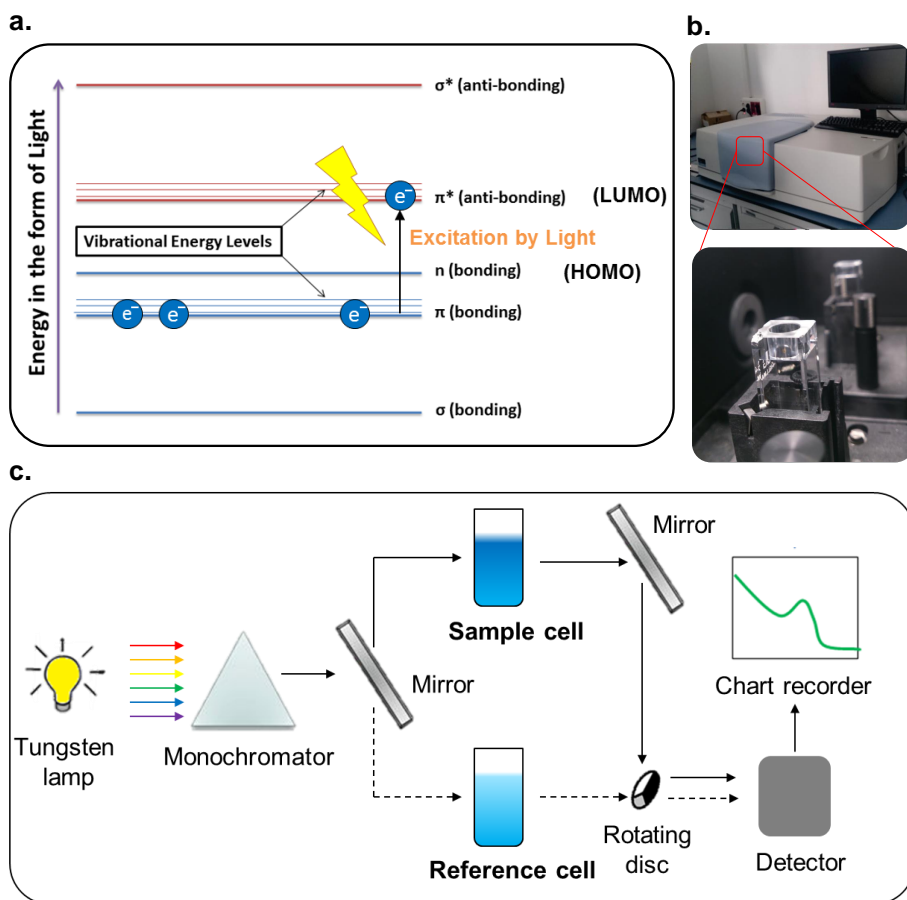 a.
b.
Energy in the form of Light
σ* (anti-bonding)
π* (anti-bonding)
(LUMO)
e⁻
Vibrational Energy Levels
Excitation by Light
n (bonding)
(HOMO)
e⁻
e⁻
e⁻
π (bonding)
σ (bonding)
c.
Mirror
Sample cell
Mirror
Chart recorder
Tungsten
lamp
Monochromator
Rotating
disc
Reference cell
Detector